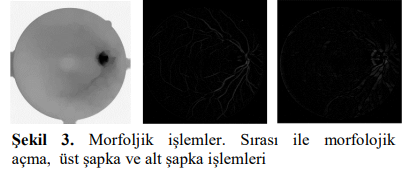 Şekil 3. Morfoljik işlemler. Sırası ile morfolojik
açma, üst şapka ve alt şapka işlemleri